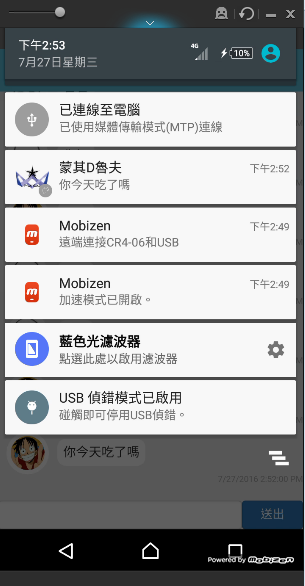 下午2:53
7月27日星期三
4G
10%
已連線至電腦
已使用媒體傳輸模式(MTP)連線
蒙其D魯夫
下午2:52
你今天吃了嗎
Mobizen
下午2:49
遠端連接CR4-06和USB
Mobizen
下午2:49
加速模式已開啟。
藍色光濾波器
點選此處以啟用濾波器
USB 偵錯模式已啟用
碰觸即可停用USB偵錯。
你今天吃了嗎
7/27/2016 2:52:00 PM
送出
Powered by mobizen